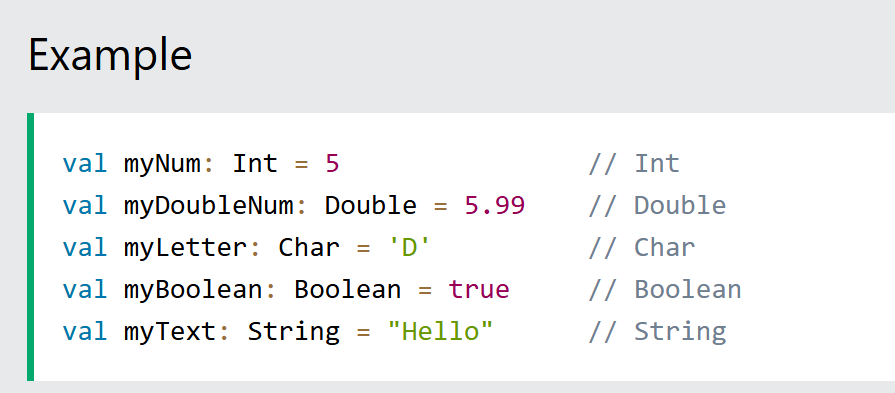 Example
val myNum: Int = 5                // Int
val myDoubleNum: Double = 5.99    // Double
val myLetter: Char = 'D'          // Char
val myBoolean: Boolean = true     // Boolean
val myText: String = "Hello"      // String